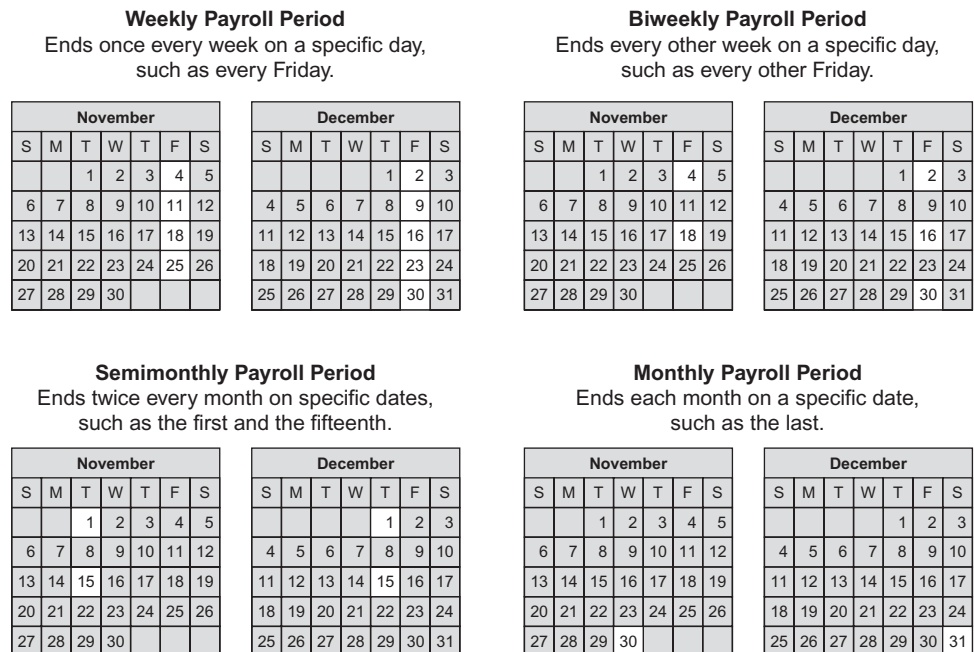 Weekly Payroll Period
Ends once every week on a specific day,
such as every Friday.
November
S M T W T F S
1 2 3 4 5
6 7 8 9 10 11 12
13 14 15 16 17 18 19
20 21 22 23 24 25 26
27 28 29 30
December
S M T W T F S
1 2 3
4 5 6 7 8 9 10
11 12 13 14 15 16 17
18 19 20 21 22 23 24
25 26 27 28 29 30 31
Biweekly Payroll Period
Ends every other week on a specific day,
such as every other Friday.
November
S M T W T F S
1 2 3 4 5
6 7 8 9 10 11 12
13 14 15 16 17 18 19
20 21 22 23 24 25 26
27 28 29 30
December
S M T W T F S
1 2 3
4 5 6 7 8 9 10
11 12 13 14 15 16 17
18 19 20 21 22 23 24
25 26 27 28 29 30 31
Semimonthly Payroll Period
Ends twice every month on specific dates,
such as the first and the fifteenth.
November
S M T W T F S
1 2 3 4 5
6 7 8 9 10 11 12
13 14 15 16 17 18 19
20 21 22 23 24 25 26
27 28 29 30
December
S M T W T F S
1 2 3
4 5 6 7 8 9 10
11 12 13 14 15 16 17
18 19 20 21 22 23 24
25 26 27 28 29 30 31
Monthly Payroll Period
Ends each month on a specific date,
such as the last.
November
S M T W T F S
1 2 3 4 5
6 7 8 9 10 11 12
13 14 15 16 17 18 19
20 21 22 23 24 25 26
27 28 29 30
December
S M T W T F S
1 2 3
4 5 6 7 8 9 10
11 12 13 14 15 16 17
18 19 20 21 22 23 24
25 26 27 28 29 30 31